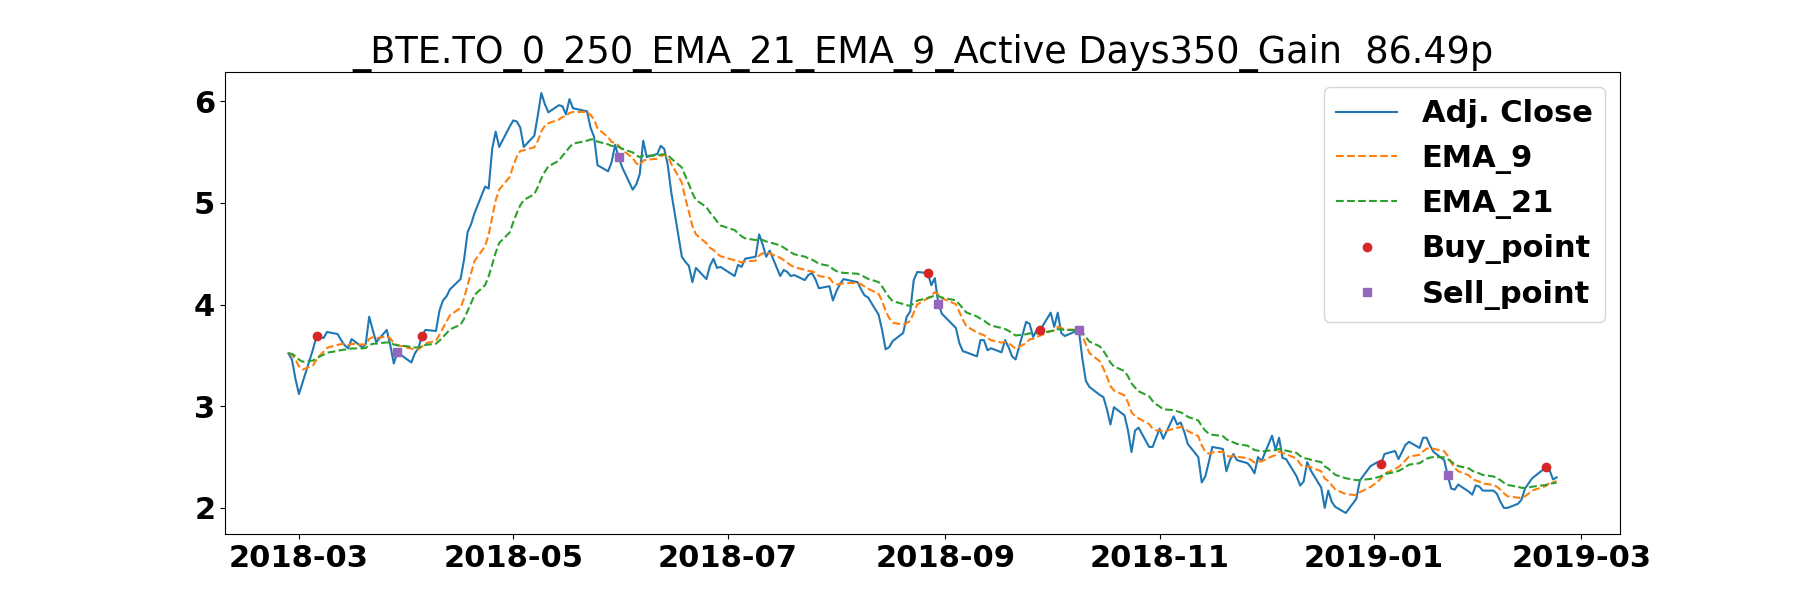 _BTE.TO_0_250_EMA_21_EMA_9_Active Days350_Gain  86.49p
6
5
4
3
2
Adj. Close
EMA_9
EMA_21
Buy_point
Sell_point
2018-03 2018-05 2018-07 2018-09 2018-11 2019-01 2019-03